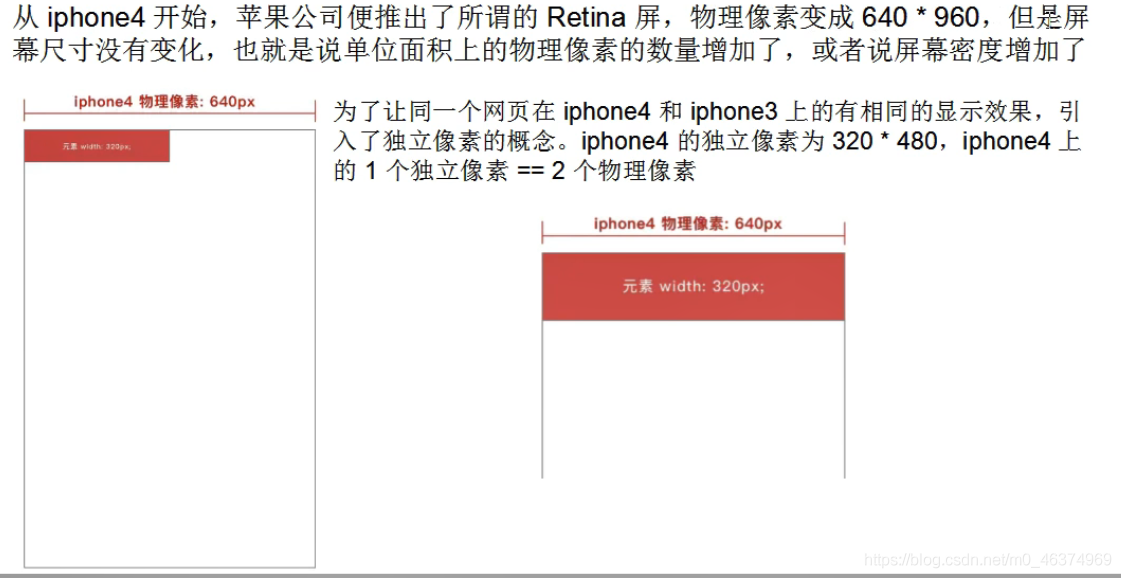 从 iphone4 开始，苹果公司便推出了所谓的 Retina 屏，物理像素变成 640 * 960，但是屏
幕尺寸没有变化，也就是说单位面积上的物理像素的数量增加了，或者说屏幕密度增加了
iphone4 物理像素: 640px
元素 width: 320px;
为了让同一个网页在 iphone4 和 iphone3 上的有相同的显示效果，引
入了独立像素的概念。iphone4 的独立像素为 320 * 480，iphone4 上
的 1 个独立像素 == 2 个物理像素
iphone4 物理像素: 640px
元素 width: 320px;
https://blog.csdn.net/m0_46374969